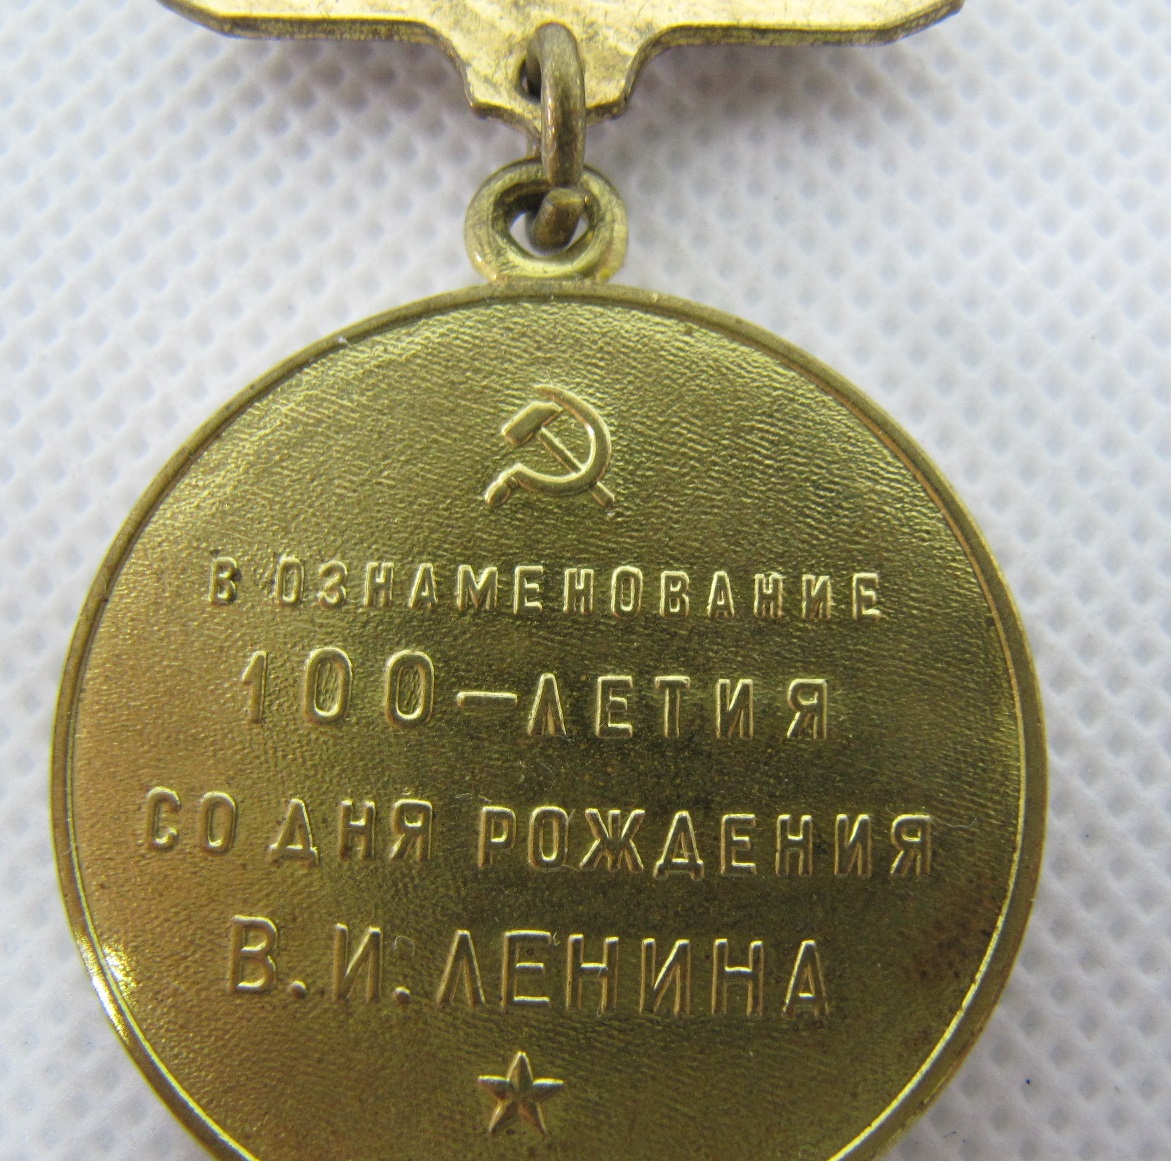 В ОЗНАМЕНОВАНИЕ
100-ЛЕТИЯ
СО ДНЯ РОЖДЕНИЯ
В. И. ЛЕНИНА